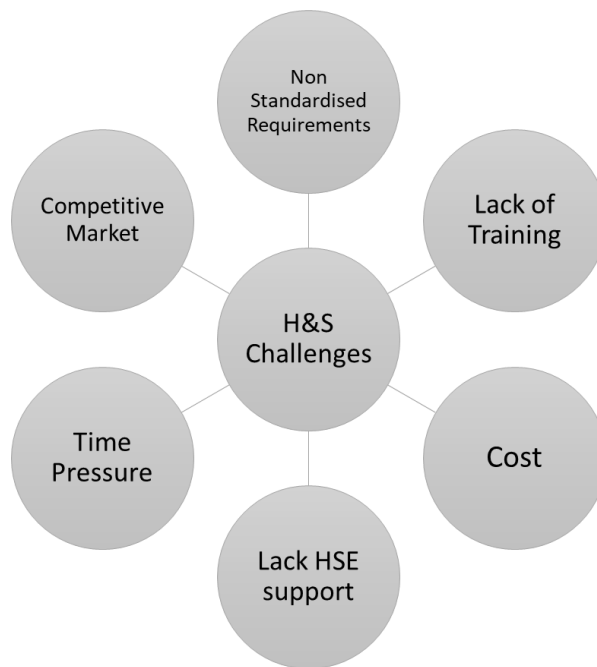 Non
Standardised
Requirements
Competitive
Market
Lack of
Training
H&S
Challenges
Time
Pressure
Cost
Lack HSE
support